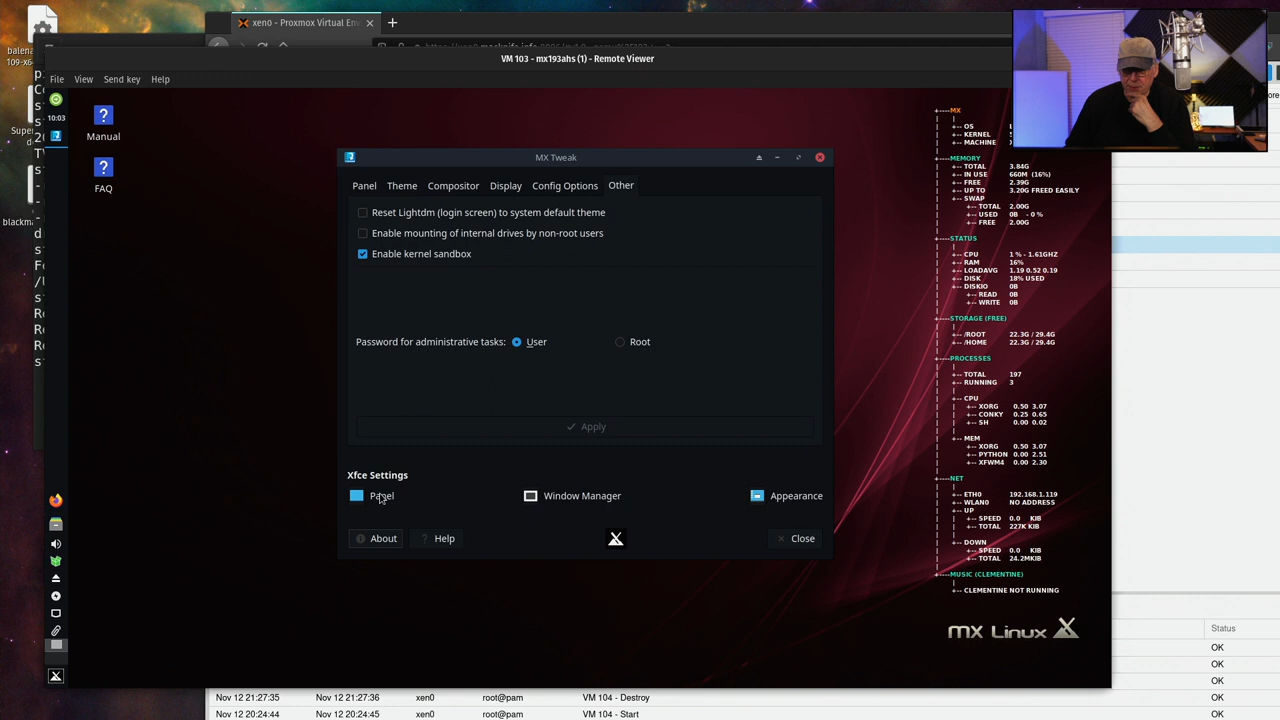 xen0 - Proxmox Virtual Env
balena
109-x6
VM 103 - mx193ahs (1) - Remote Viewer
File View Send key Help
10:03
Manual
FAQ
MX Tweak
Panel Theme Compositor Display Config Options Other
Reset Lightdm (login screen) to system default theme
Enable mounting of internal drives by non-root users
Enable kernel sandbox
Password for administrative tasks: User Root
Apply
Xfce Settings
Panel Window Manager Appearance
About Help Close
MX
OS
KERNEL
MACHINE
MEMORY
TOTAL 3.84G
IN USE 660M (16%)
FREE 2.39G
UP TO 3.20G FREED EASILY
SWAP
TOTAL 2.00G
USED 0B - 0 %
FREE 2.00G
STATUS
CPU 1 % - 1.61GHZ
RAM 16%
LOADAVG 1.19 0.52 0.19
DISK 18% USED
DISKIO 0B
READ 0B
WRITE 0B
STORAGE (FREE)
/ROOT 22.3G / 29.4G
/HOME 22.3G / 29.4G
PROCESSES
TOTAL 197
RUNNING 3
CPU
XORG 0.50 3.07
CONKY 0.25 0.65
SH 0.00 0.02
MEM
XORG 0.50 3.07
PYTHON 0.00 2.51
XFWM4 0.00 2.30
NET
ETH0 192.168.1.119
WLAN0 NO ADDRESS
UP
SPEED 0.0 KIB
TOTAL 227K KIB
DOWN
SPEED 0.0 KIB
TOTAL 24.2MKIB
MUSIC (CLEMENTINE)
CLEMENTINE NOT RUNNING
MX Linux
Status
OK
OK
OK
Nov 12 21:27:35 Nov 12 21:27:36 xen0 root@pam VM 104 - Destroy OK
Nov 12 20:24:44 Nov 12 20:24:45 xen0 root@pam VM 104 - Start OK